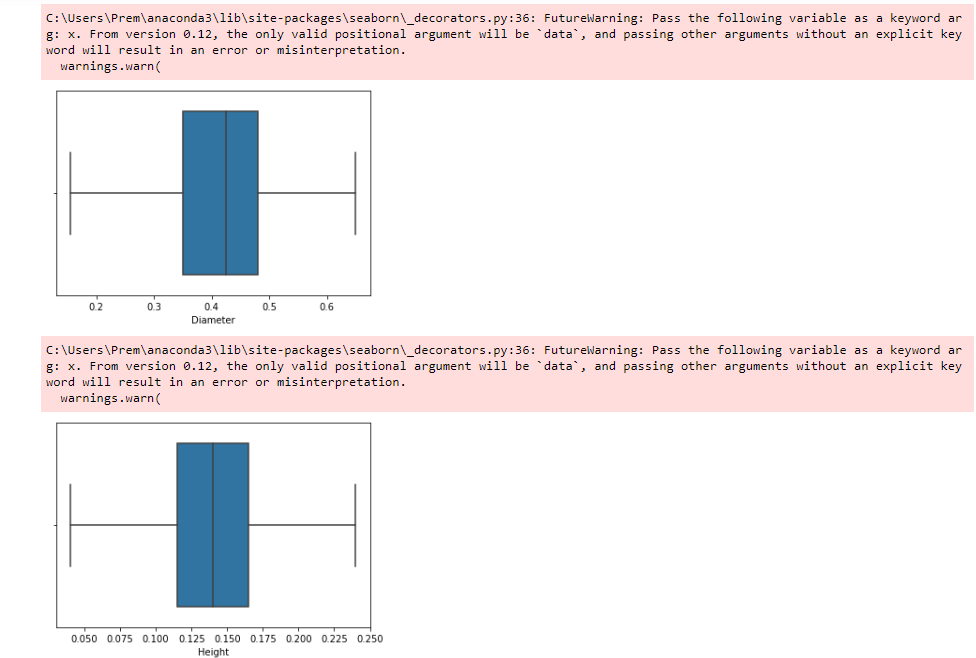 C:\Users\Prem\anaconda3\lib\site-packages\seaborn\_decorators.py:36: FutureWarning: Pass the following variable as a keyword ar
g: x. From version 0.12, the only valid positional argument will be `data`, and passing other arguments without an explicit key
word will result in an error or misinterpretation.
warnings.warn(
0.2 0.3 0.4 0.5 0.6
Diameter
C:\Users\Prem\anaconda3\lib\site-packages\seaborn\_decorators.py:36: FutureWarning: Pass the following variable as a keyword ar
g: x. From version 0.12, the only valid positional argument will be `data`, and passing other arguments without an explicit key
word will result in an error or misinterpretation.
warnings.warn(
0.050 0.075 0.100 0.125 0.150 0.175 0.200 0.225 0.250
Height